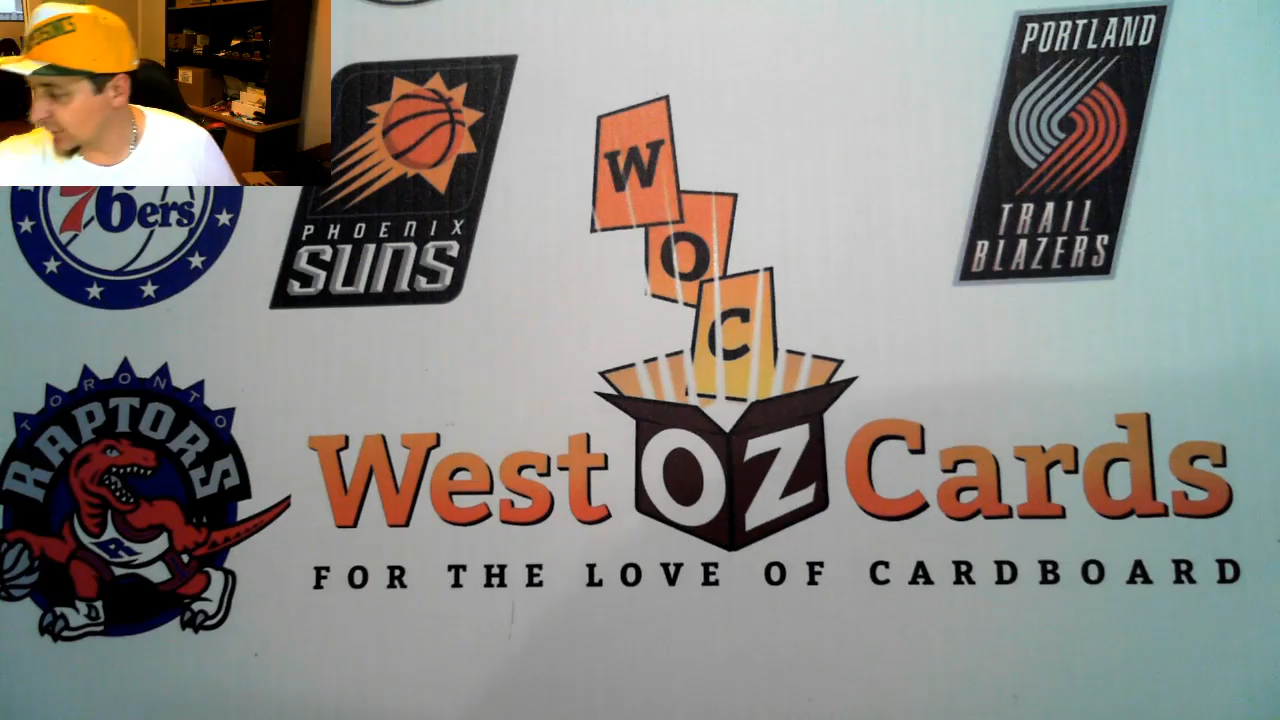 76ers
PHOENIX
SUNS
PORTLAND
TRAIL
BLAZERS
W
O
C
TORONTO
RAPTORS
R
West OZ Cards
FOR THE LOVE OF CARDBOARD